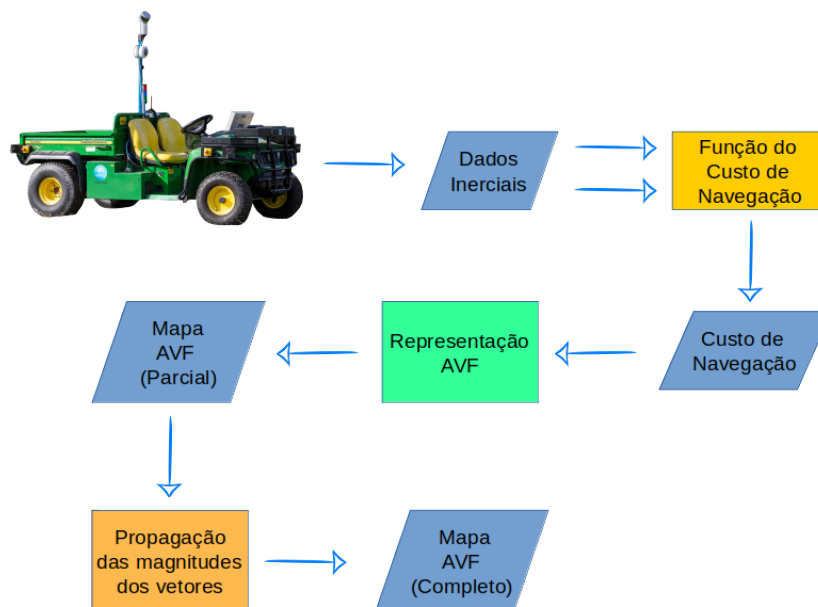 Dados
Inerciais
Função do
Custo de
Navegação
Custo de
Navegação
Representação
AVF
Mapa
AVF
(Parcial)
Propagação
das magnitudes
dos vetores
Mapa
AVF
(Completo)